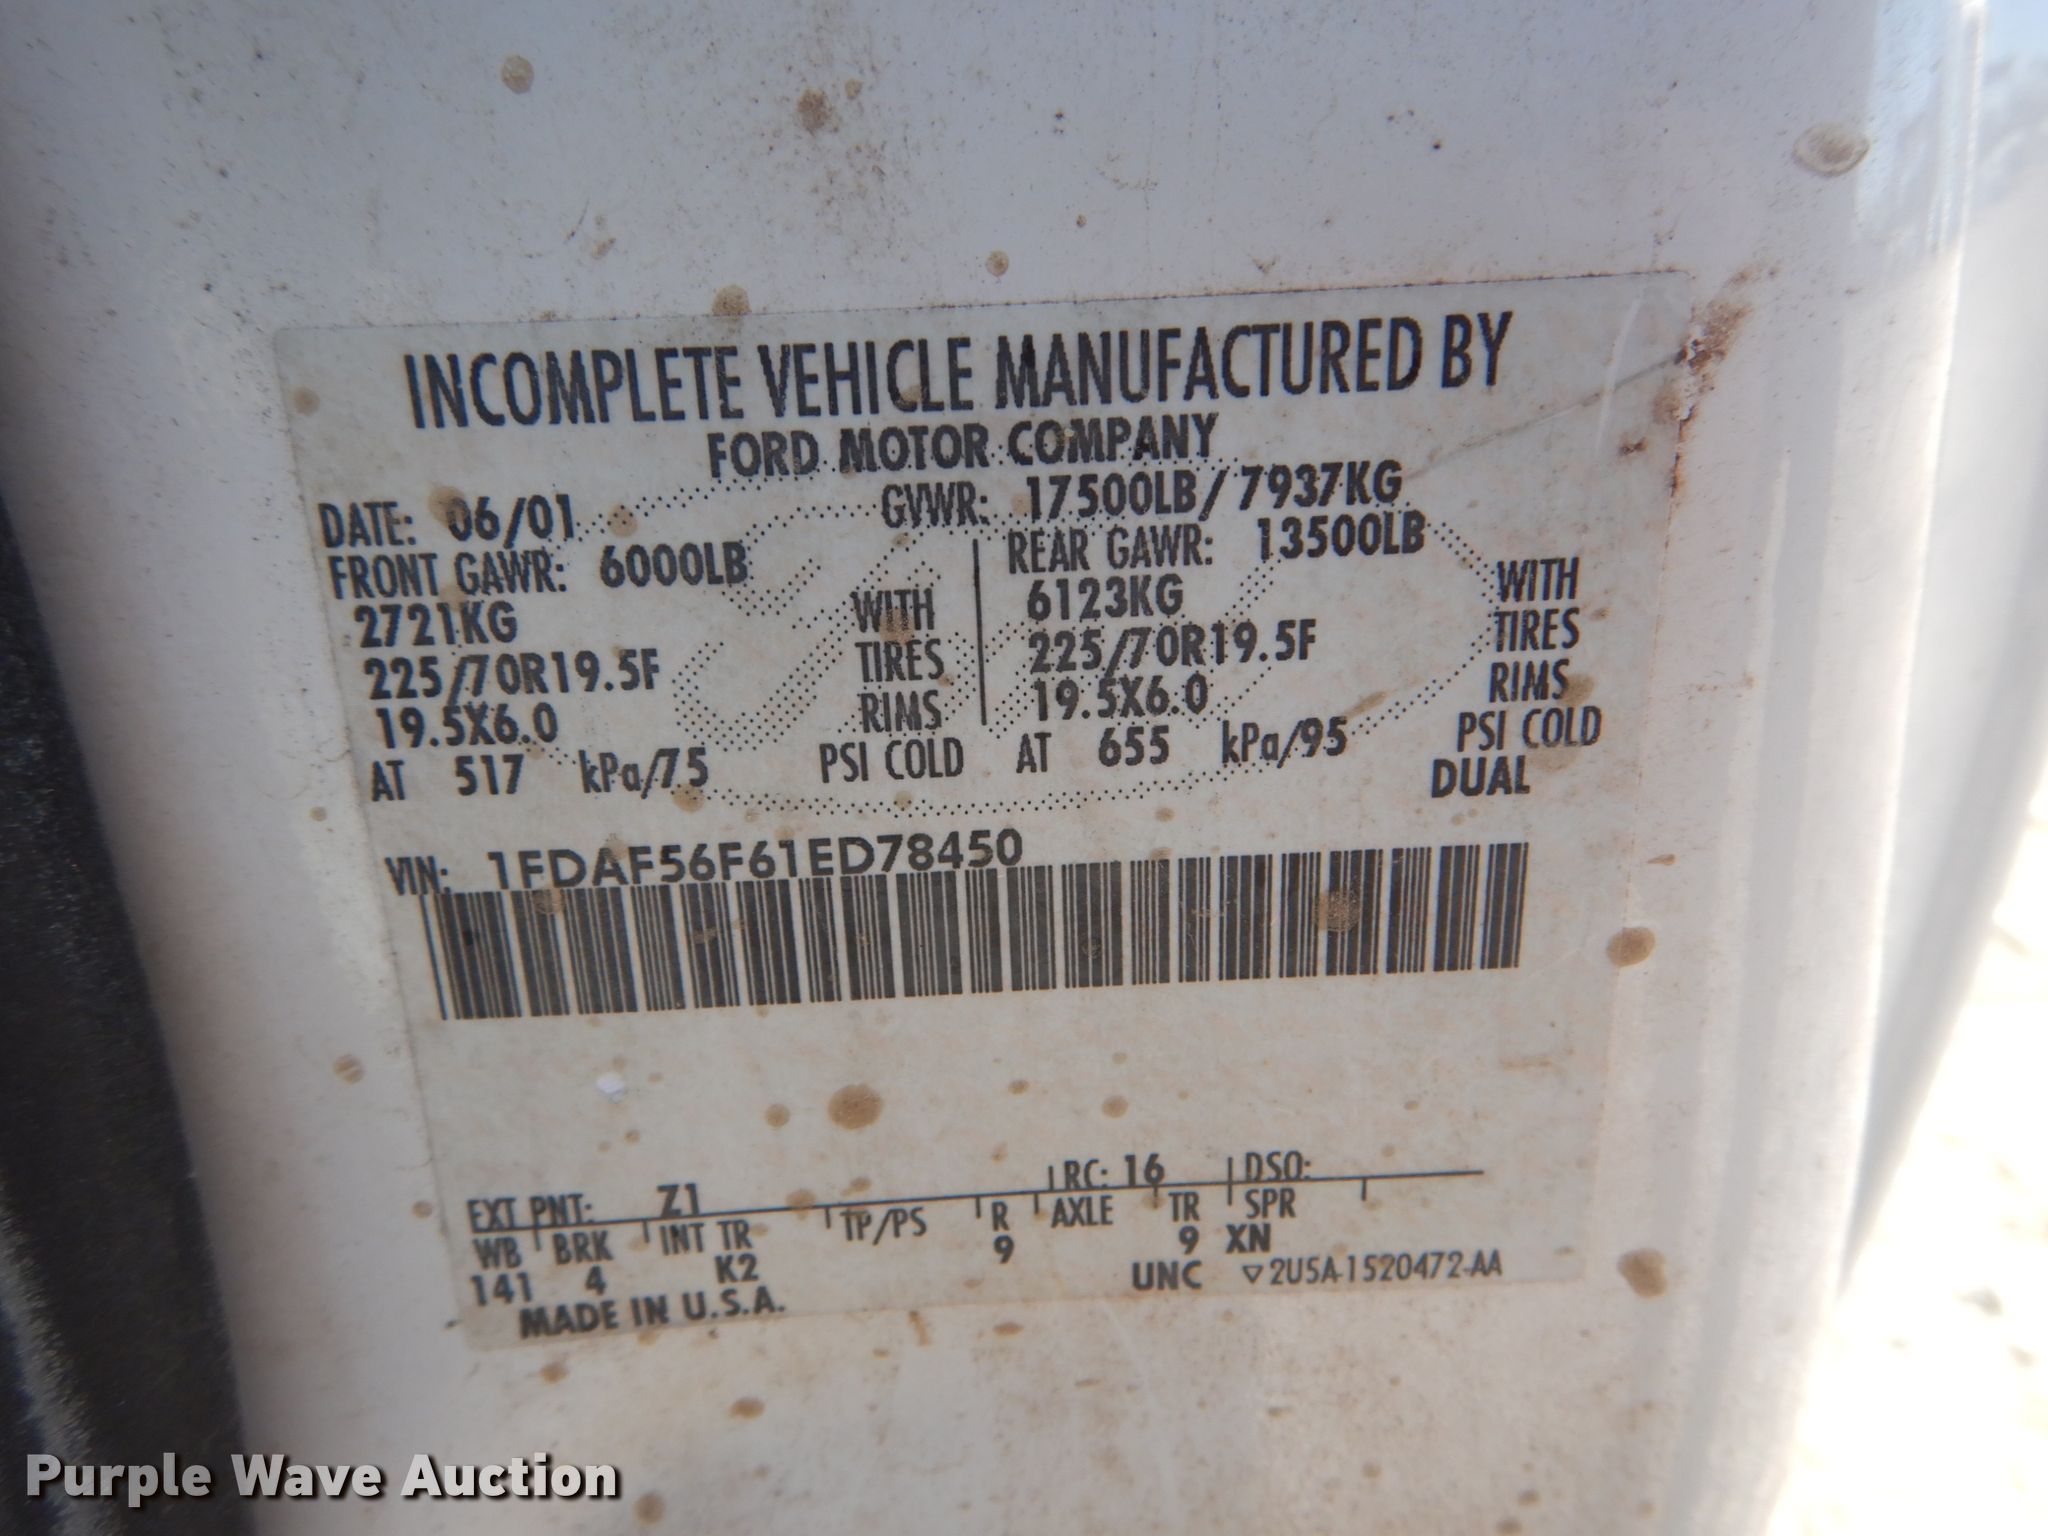 INCOMPLETE VEHICLE MANUFACTURED BY
FORD MOTOR COMPANY
DATE: 06/01 GVWR: 17500LB/7937KG
FRONT GAWR: 6000LB REAR GAWR: 13500LB
2721KG WITH 6123KG WITH
225/70R19.5F TIRES 225/70R19.5F TIRES
19.5X6.0 RIMS 19.5X6.0 RIMS
AT 517 kPa/75 PSI COLD AT 655 kPa/95 PSI COLD
DUAL
VIN: 1FDAF56F61ED78450
EXT PNT: Z1 RC: 16 DSO:
WB BRK INT TR TP/PS R AXLE TR SPR
141 4 K2 9 9 XN
MADE IN U.S.A. UNC ▽2U5A-1520472-AA
Purple Wave Auction